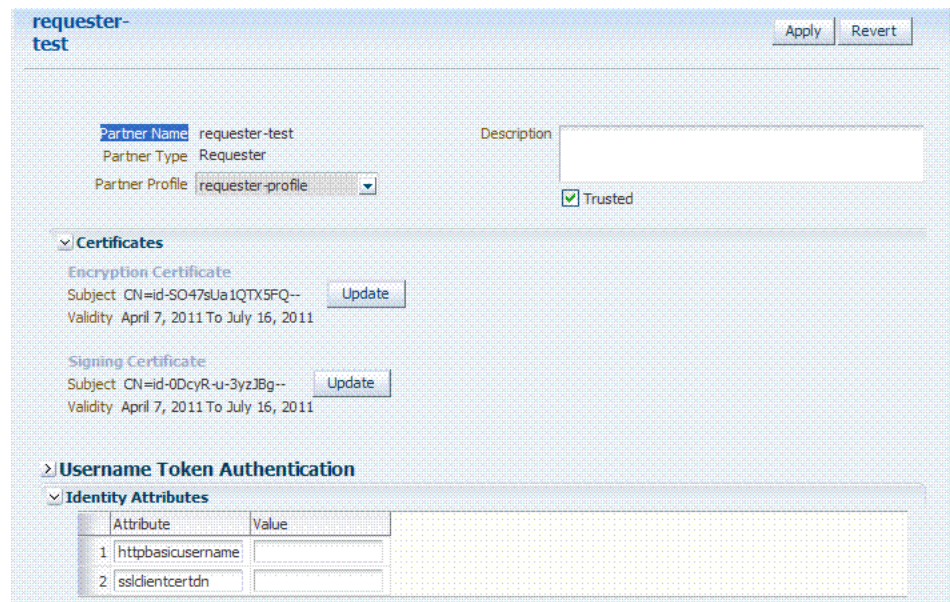 requester-
test
Apply Revert
Partner Name requester-test
Description
Partner Type Requester
Partner Profile requester-profile
Trusted
Certificates
Encryption Certificate
Subject CN=id-SO47sUa1QTX5FQ-- Update
Validity April 7, 2011 To July 16, 2011
Signing Certificate
Subject CN=id-0DcyR-u-3yzJBg-- Update
Validity April 7, 2011 To July 16, 2011
Username Token Authentication
Identity Attributes
Attribute Value
1 httpbasicusername
2 sslclientcertdn